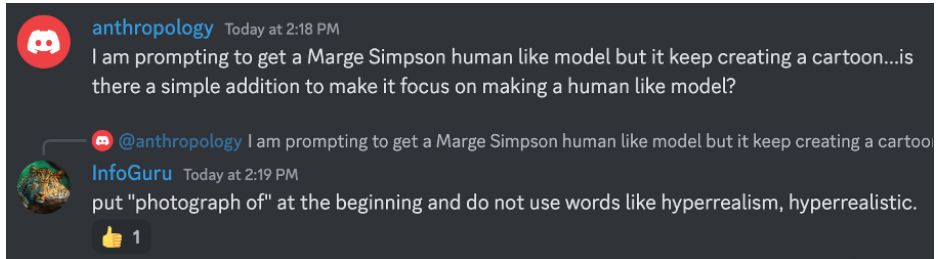 anthropology Today at 2:18 PM
I am prompting to get a Marge Simpson human like model but it keep creating a cartoon...is
there a simple addition to make it focus on making a human like model?
@anthropology I am prompting to get a Marge Simpson human like model but it keep creating a cartoo
InfoGuru Today at 2:19 PM
put "photograph of" at the beginning and do not use words like hyperrealism, hyperrealistic.
👍 1